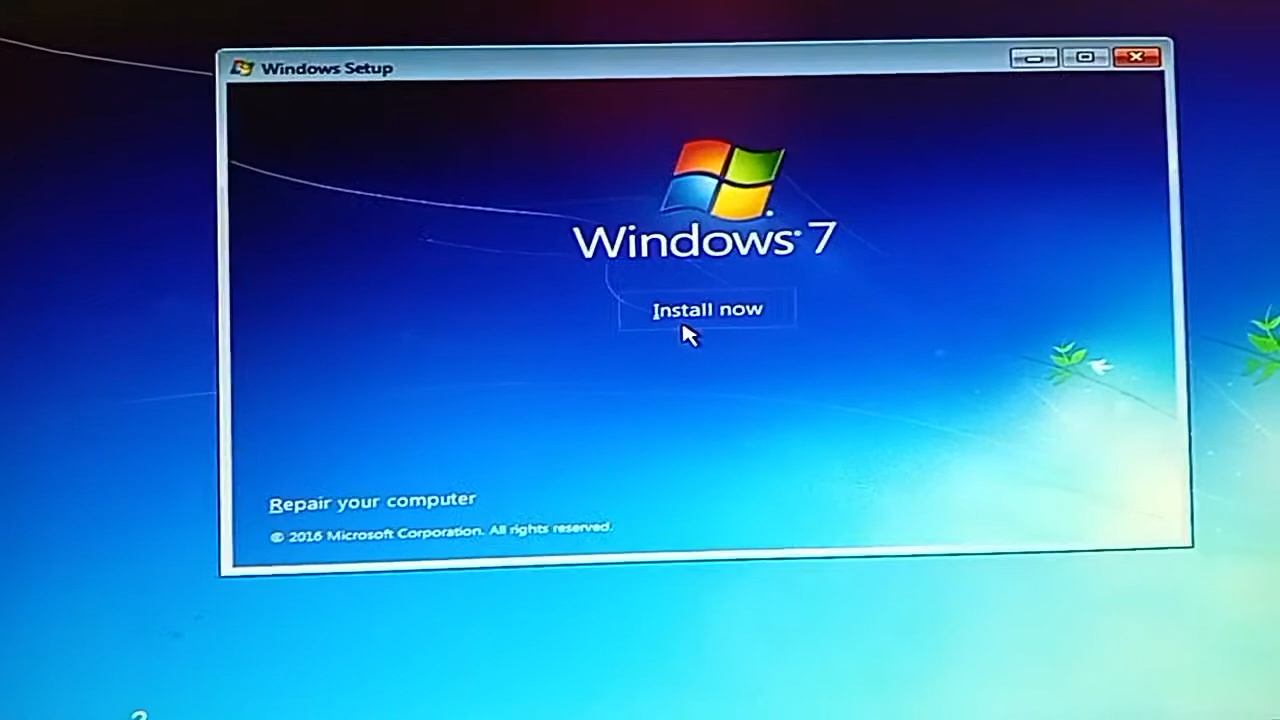 Windows Setup
Windows® 7
Install now
Repair your computer
© 2016 Microsoft Corporation. All rights reserved.